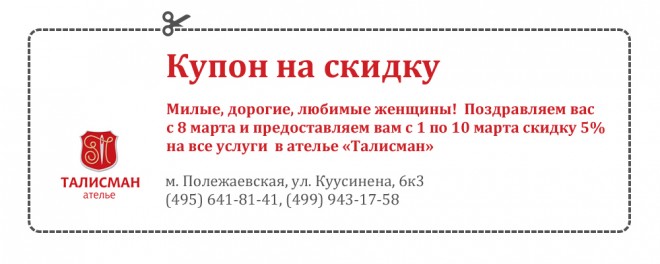 Купон на скидку
Милые, дорогие, любимые женщины! Поздравляем вас
с 8 марта и предоставляем вам с 1 по 10 марта скидку 5%
на все услуги в ателье «Талисман»
ТАЛИСМАН
ателье
м. Полежаевская, ул. Куусинена, 6к3
(495) 641-81-41, (499) 943-17-58